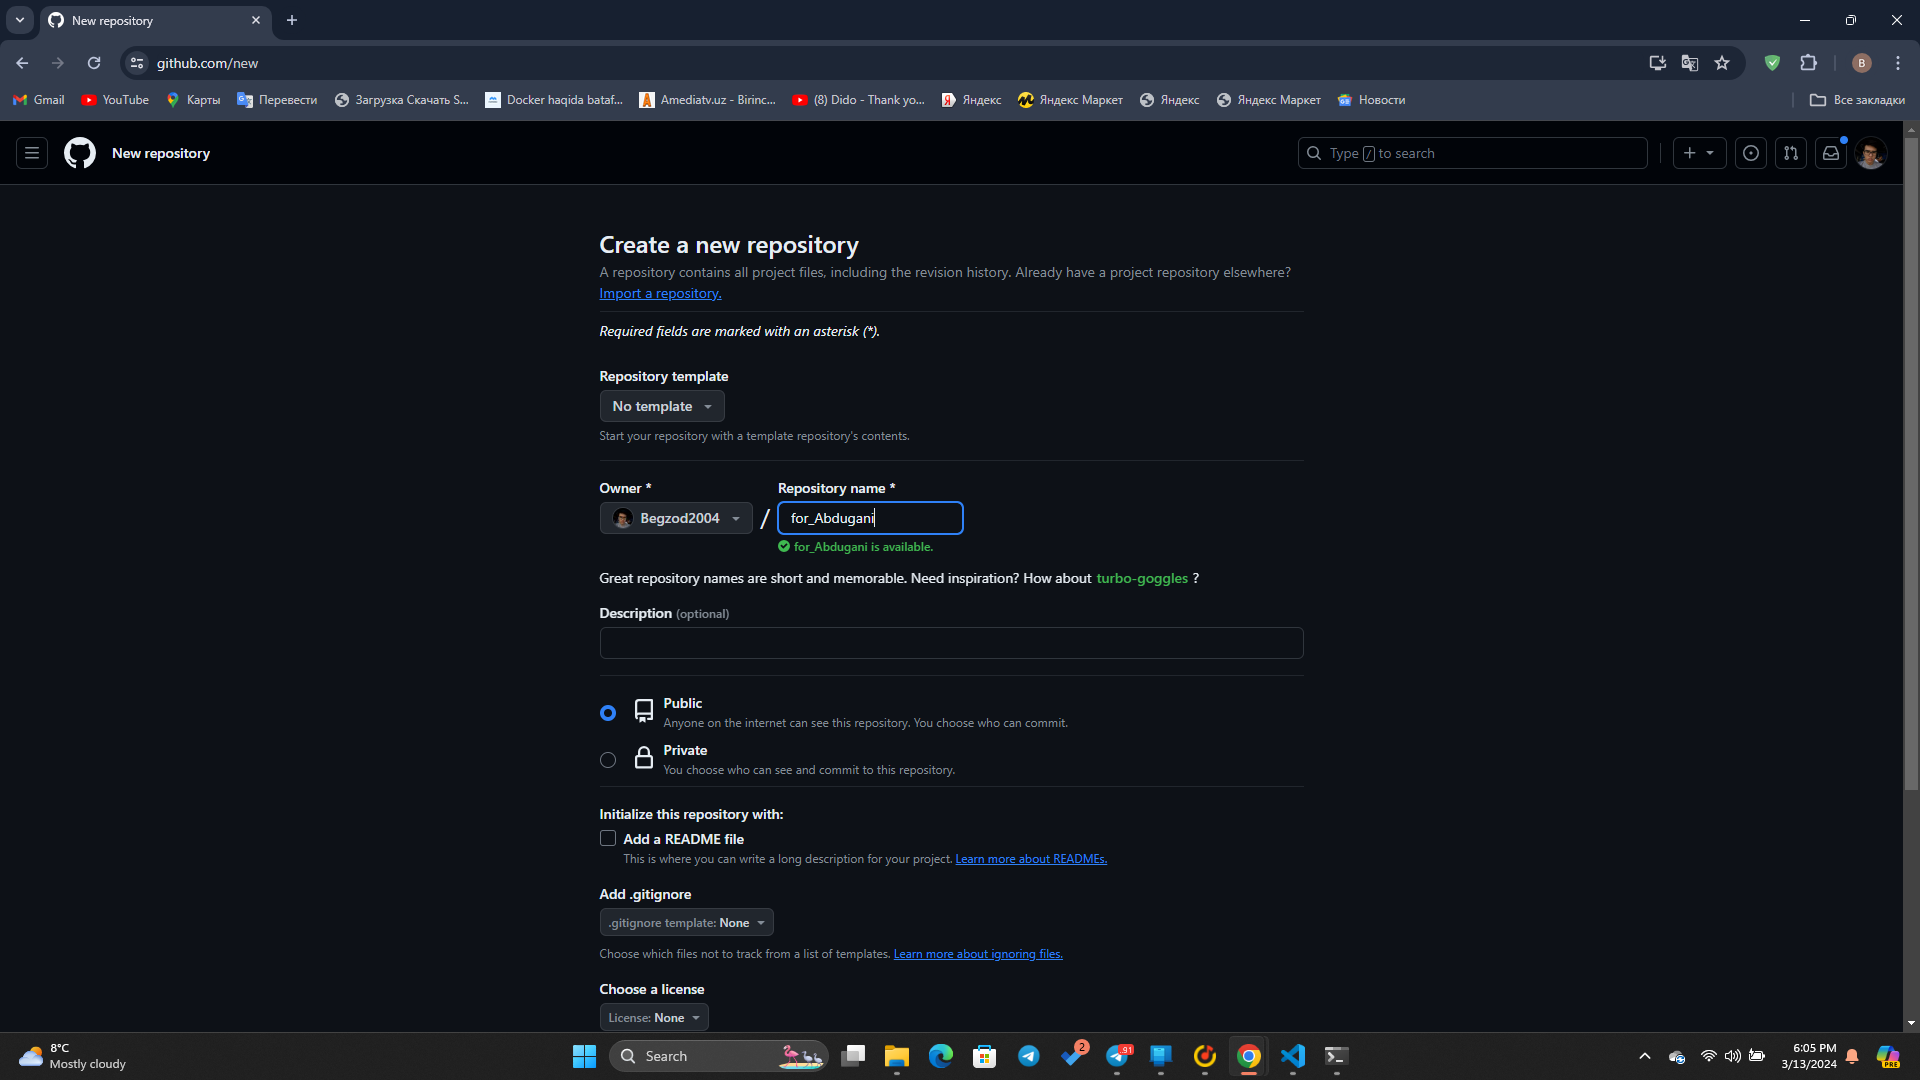 New repository
github.com/new
B
Gmail
YouTube
Карты
Перевести
Загрузка Скачать S...
Docker haqida bataf...
Amediatv.uz - Birinc...
(8) Dido - Thank yo...
Яндекс
Яндекс Маркет
Яндекс
Яндекс Маркет
Новости
Все закладки
New repository
Type / to search
Create a new repository
A repository contains all project files, including the revision history. Already have a project repository elsewhere?
Import a repository.
Required fields are marked with an asterisk (*).
Repository template
No template
Start your repository with a template repository's contents.
Owner *
Repository name *
Begzod2004
/
for_Abdugani
for_Abdugani is available.
Great repository names are short and memorable. Need inspiration? How about turbo-goggles ?
Description (optional)
Public
Anyone on the internet can see this repository. You choose who can commit.
Private
You choose who can see and commit to this repository.
Initialize this repository with:
Add a README file
This is where you can write a long description for your project. Learn more about READMEs.
Add .gitignore
.gitignore template: None
Choose which files not to track from a list of templates. Learn more about ignoring files.
Choose a license
License: None
8°C
Mostly cloudy
Search
2
91
6:05 PM
3/13/2024
PRE